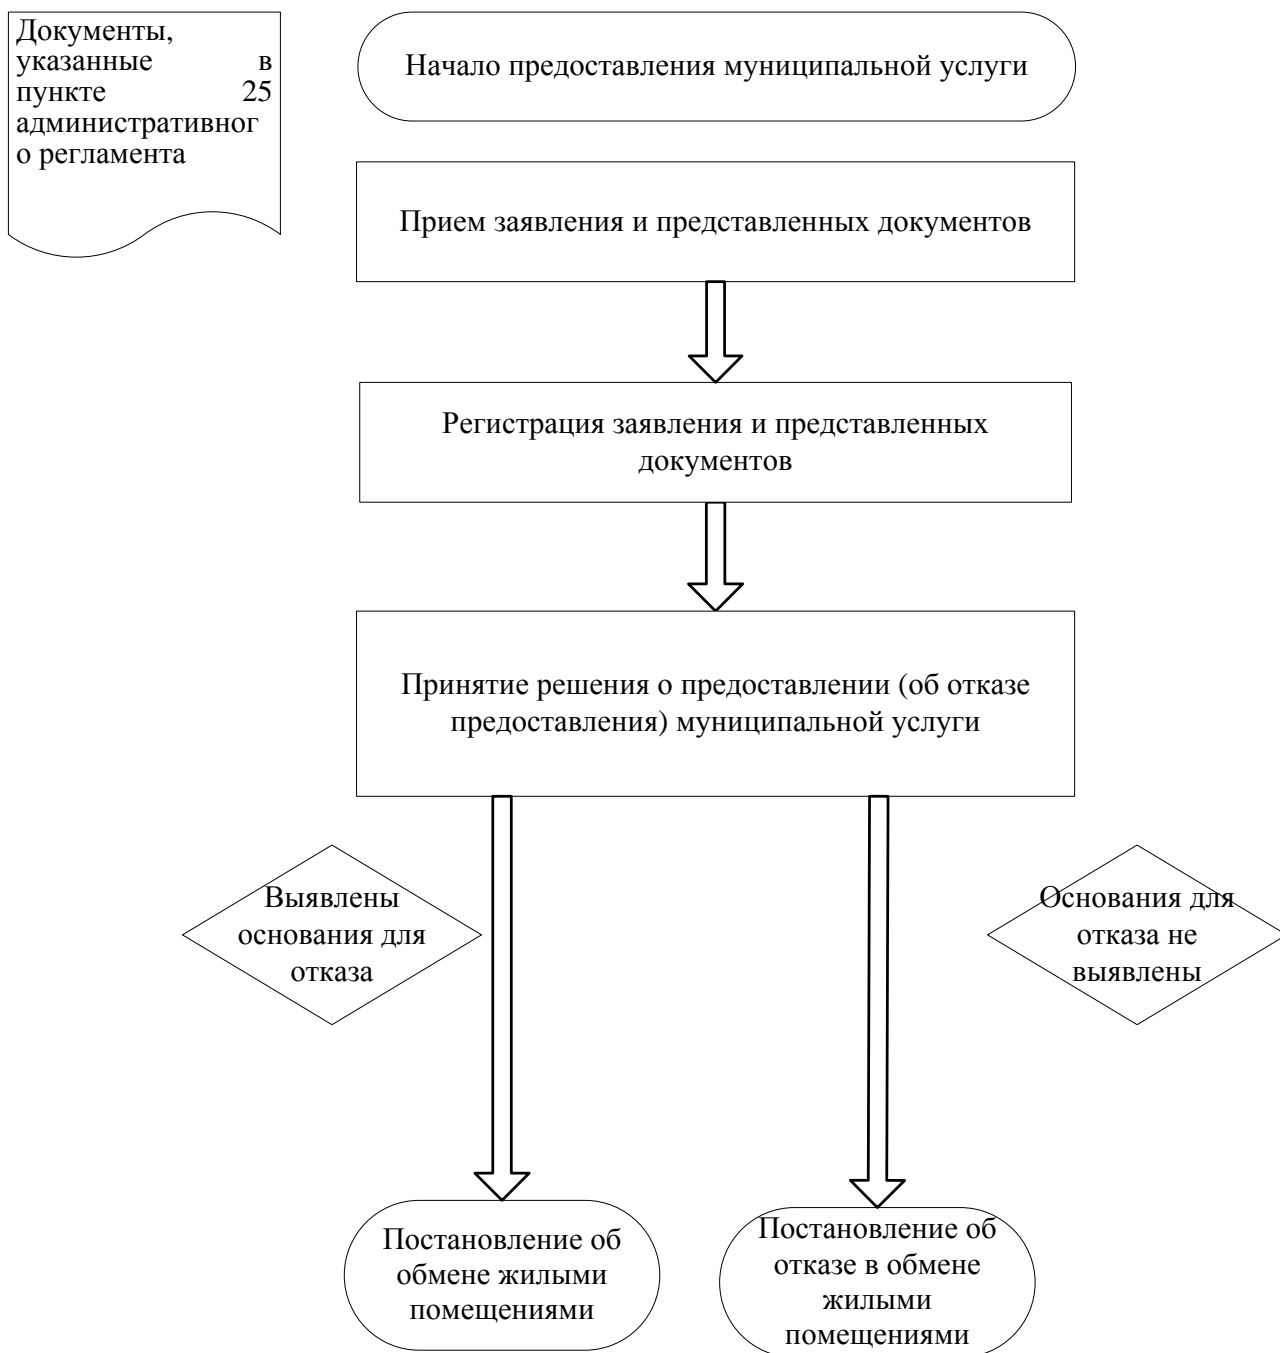 Документы,
указанные в
пункте 25
административног
о регламента
Начало предоставления муниципальной услуги
Прием заявления и представленных документов
Регистрация заявления и представленных
документов
Принятие решения о предоставлении (об отказе
предоставления) муниципальной услуги
Выявлены
основания для
отказа
Основания для
отказа не
выявлены
Постановление об
обмене жилыми
помещениями
Постановление об
отказе в обмене
жилыми
помещениями